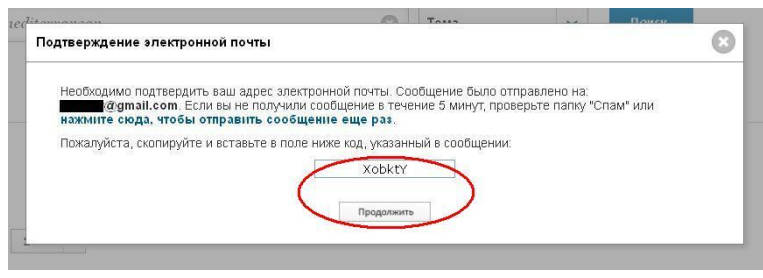 Тема
Поиск
Подтверждение электронной почты
Необходимо подтвердить ваш адрес электронной почты. Сообщение было отправлено на:
@gmail.com. Если вы не получили сообщение в течение 5 минут, проверьте папку "Спам" или
нажмите сюда, чтобы отправить сообщение еще раз.
Пожалуйста, скопируйте и вставьте в поле ниже код, указанный в сообщении:
XobktY
Продолжить